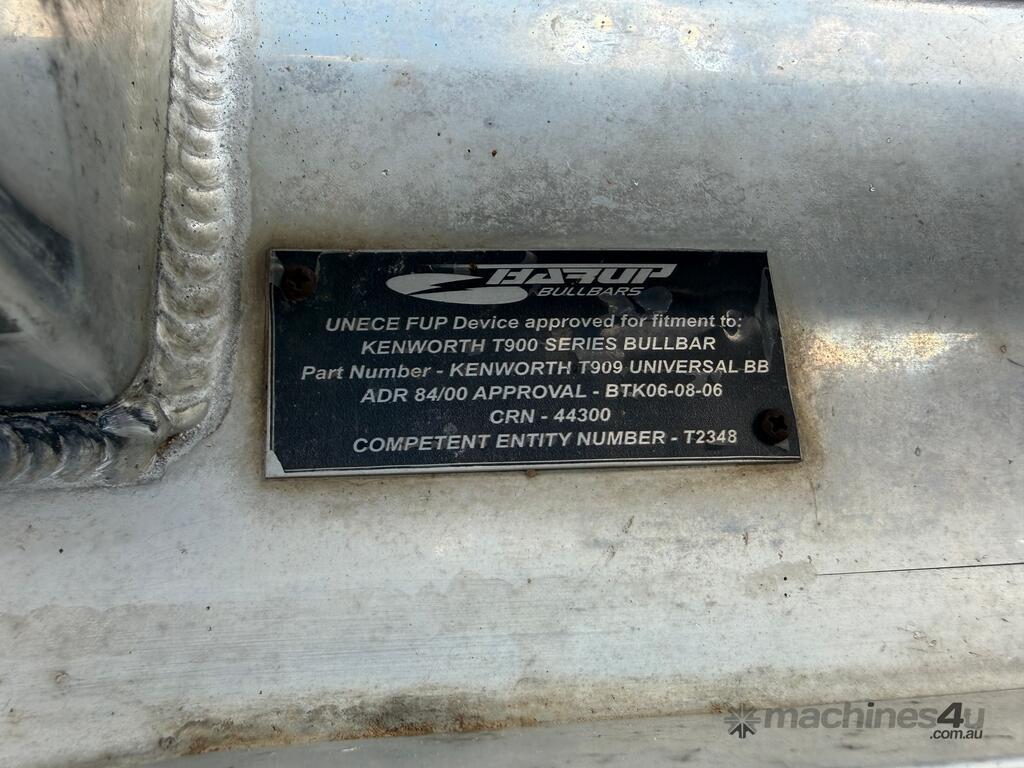 HAFUP
BULLBARS
UNECE FUP Device approved for fitment to:
KENWORTH T900 SERIES BULLBAR
Part Number - KENWORTH T909 UNIVERSAL BB
ADR 84/00 APPROVAL - BTK06-08-06
CRN - 44300
COMPETENT ENTITY NUMBER - T2348
machines4u
.com.au